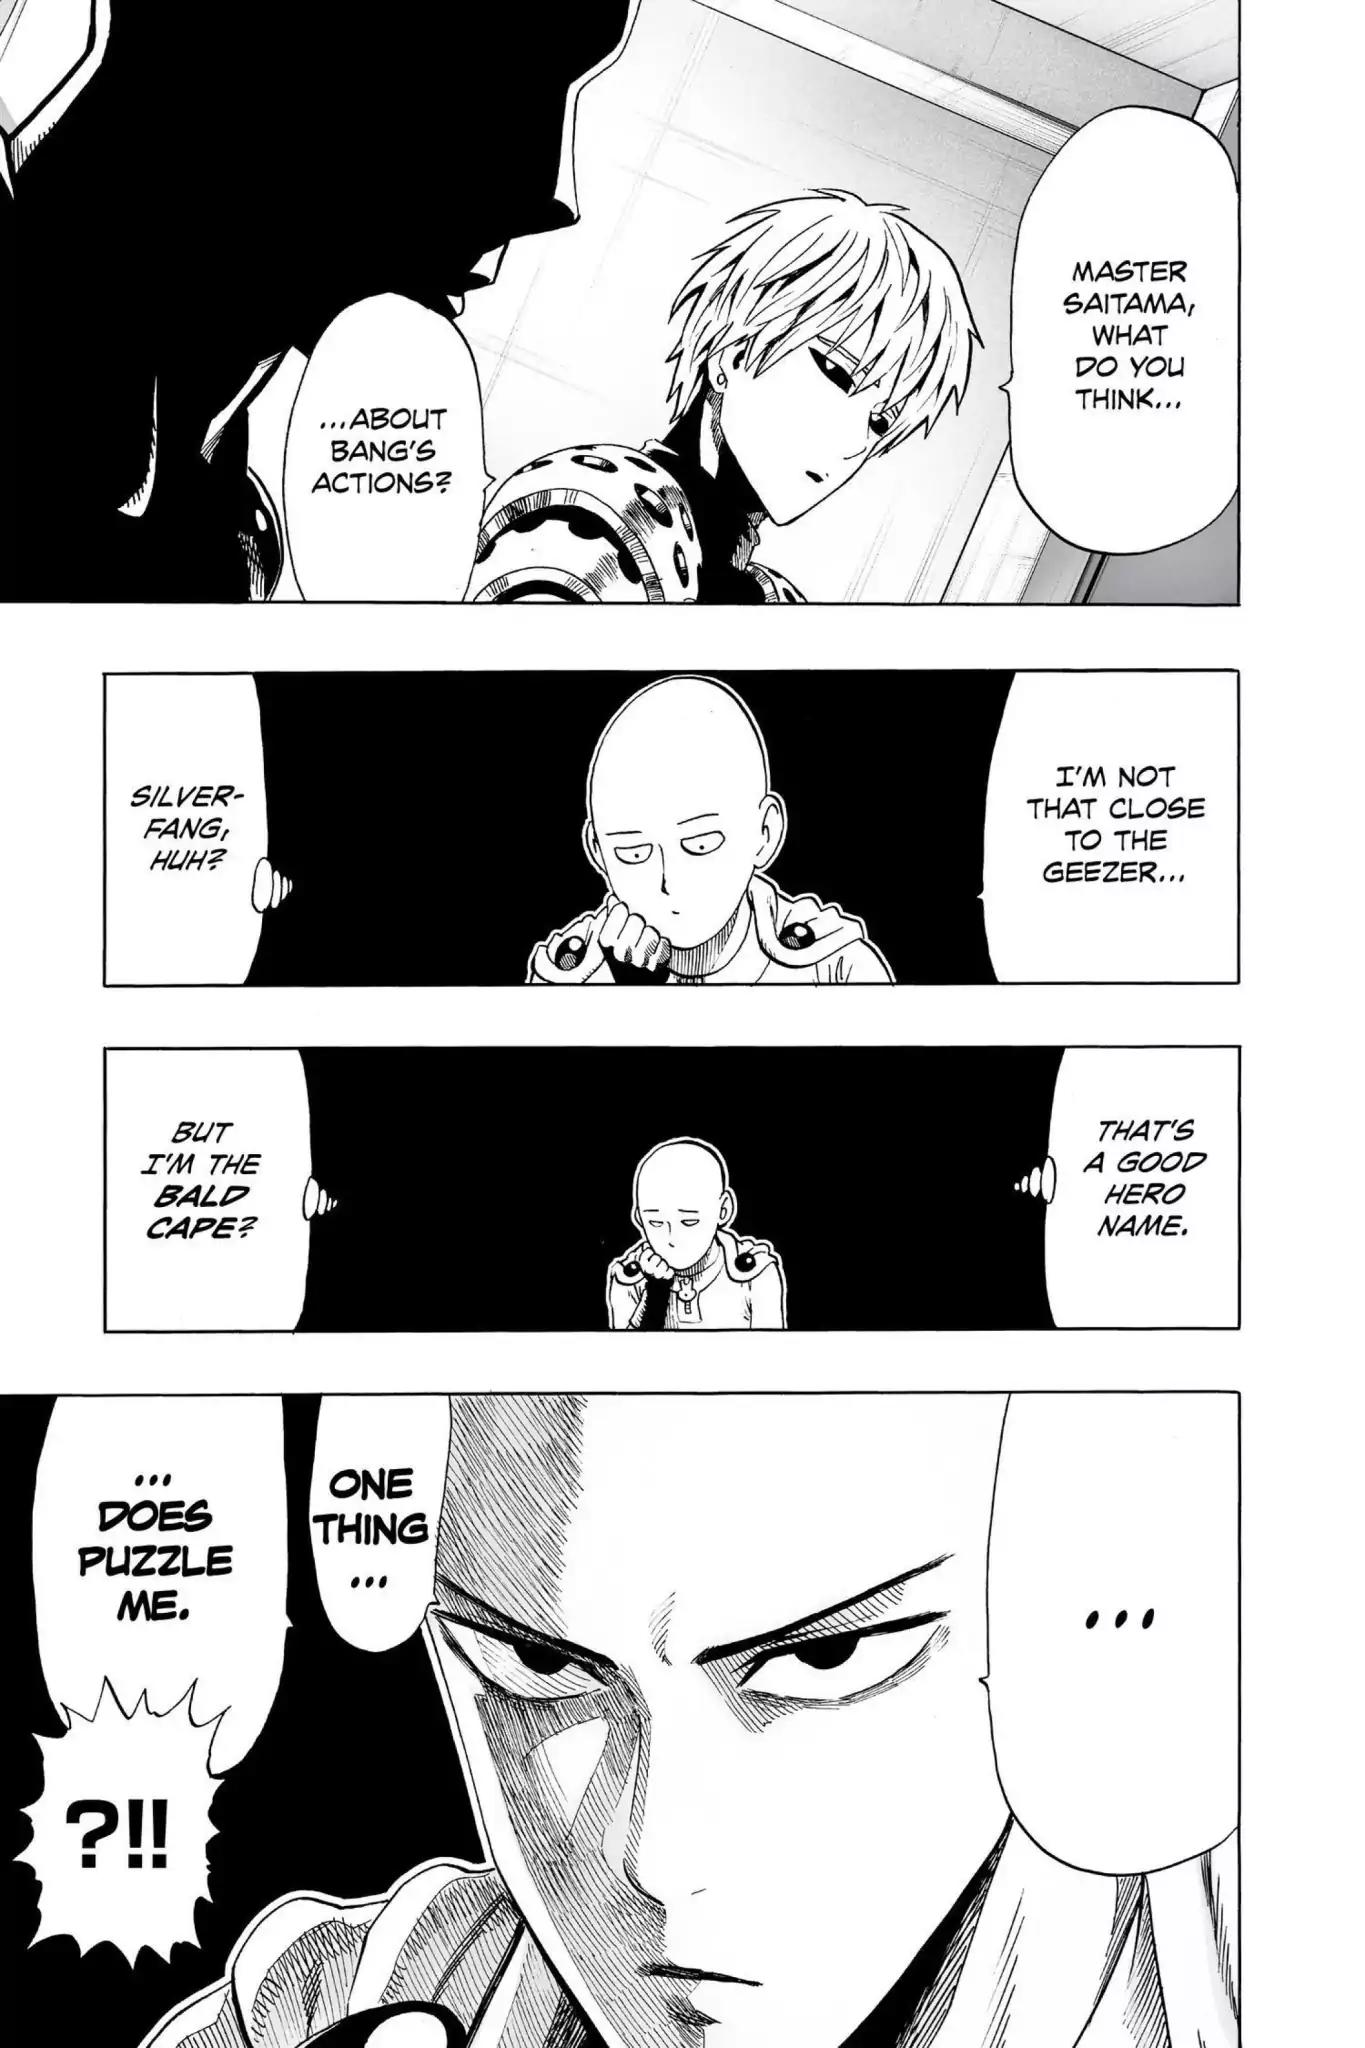 MASTER
SAITAMA,
WHAT
DO YOU
THINK...
...ABOUT
BANG'S
ACTIONS?
I'M NOT
THAT CLOSE
TO THE
GEEZER...
SILVER-
FANG,
HUH?
THAT'S
A GOOD
HERO
NAME.
BUT
I'M THE
BALD
CAPE?
...
ONE
THING
...
...
DOES
PUZZLE
ME.
?!!